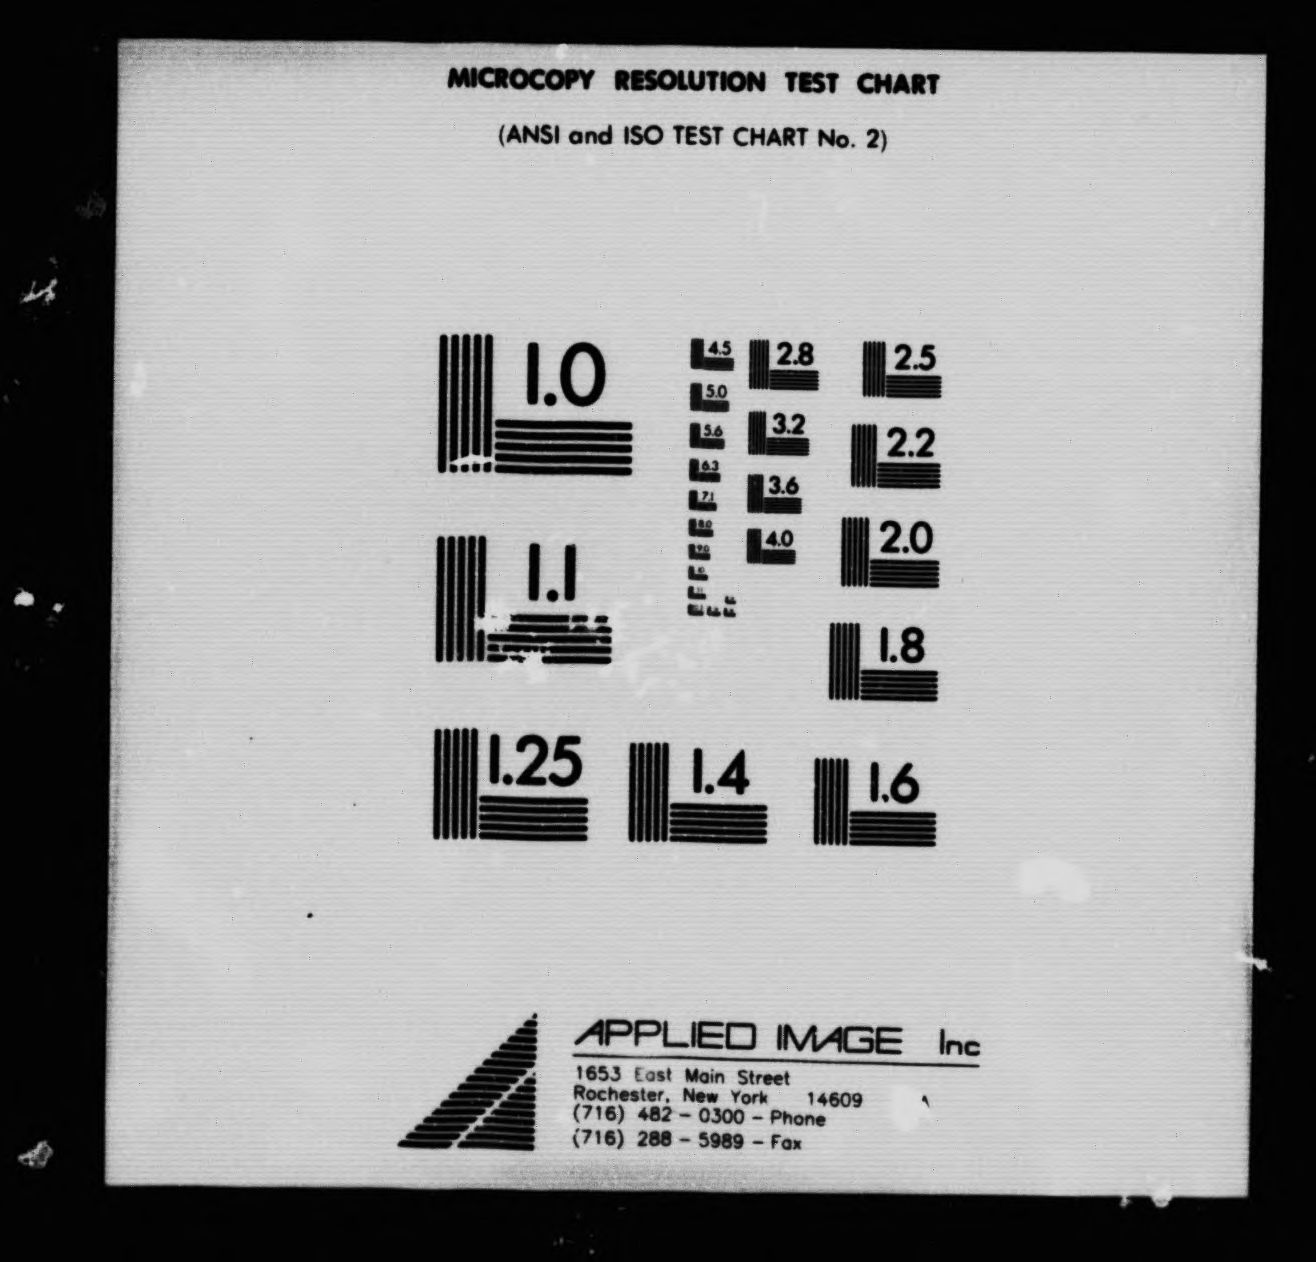 MICROCOPY RESOLUTION TEST CHART
(ANSI and ISO TEST CHART No. 2)
1.0
1.1
1.25
1.4
1.6
1.8
2.0
2.2
2.5
2.8
3.2
3.6
4.0
4.5
5.0
5.6
6.3
7.1
8.0
9.0
APPLIED IMAGE Inc
1653 East Main Street
Rochester, New York 14609
(716) 482 - 0300 - Phone
(716) 288 - 5989 - Fax